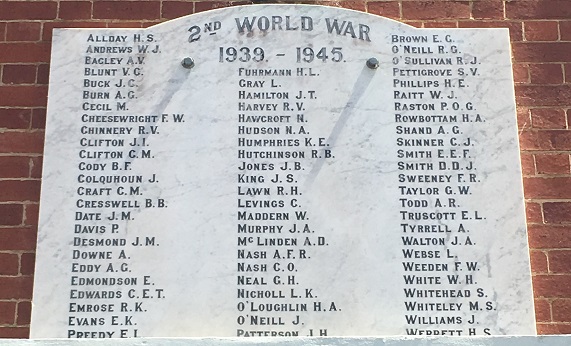 2ND WORLD WAR
1939. - 1945.
ALLDAY H.S.
ANDREWS W.J.
BAGLEY A.V.
BLUNT V.G.
BUCK J.C.
BURN A.G.
CECIL M.
CHEESEWRIGHT F.W.
CHINNERY R.V.
CLIFTON J.I.
CLIFTON G.M.
CODY B.F.
COLQUHOUN J.
CRAFT G.M.
CRESSWELL B.B.
DATE J.M.
DAVIS P.
DESMOND J.M.
DOWNE A.
EDDY A.G.
EDMONDSON E.
EDWARDS C.E.T.
EMROSE R.K.
EVANS E.K.
PREEDY E.J.
FUHRMANN H.L.
GRAY L.
HAMILTON J.T.
HARVEY R.V.
HAWCROFT N.
HUDSON N.A.
HUMPHRIES K.E.
HUTCHINSON R.B.
JONES J.B.
KING J.S.
LAWN R.H.
LEVINGS C.
MADDERN W.
MURPHY J.A.
MCLINDEN A.D.
NASH A.F.R.
NASH C.O.
NEAL G.H.
NICHOLL L.K.
O'LOUGHLIN H.A.
O'NEILL J.
PATTERSON J.H.
BROWN E.G.
O'NEILL R.G.
O'SULLIVAN R.J.
PETTIGROVE S.V.
PHILLIPS H.E.
RAITT W.J.
RASTON P.O.G.
ROWBOTTAM H.A.
SHAND A.G.
SKINNER C.J.
SMITH E.E.F.
SMITH D.D.J.
SWEENEY F.R.
TAYLOR G.W.
TODD A.R.
TRUSCOTT E.L.
TYRRELL A.
WALTON J.A.
WEBSE L.
WEEDEN F.W.
WHITE W.H.
WHITEHEAD S.
WHITELEY M.S.
WILLIAMS J.
WERRETT H.S.